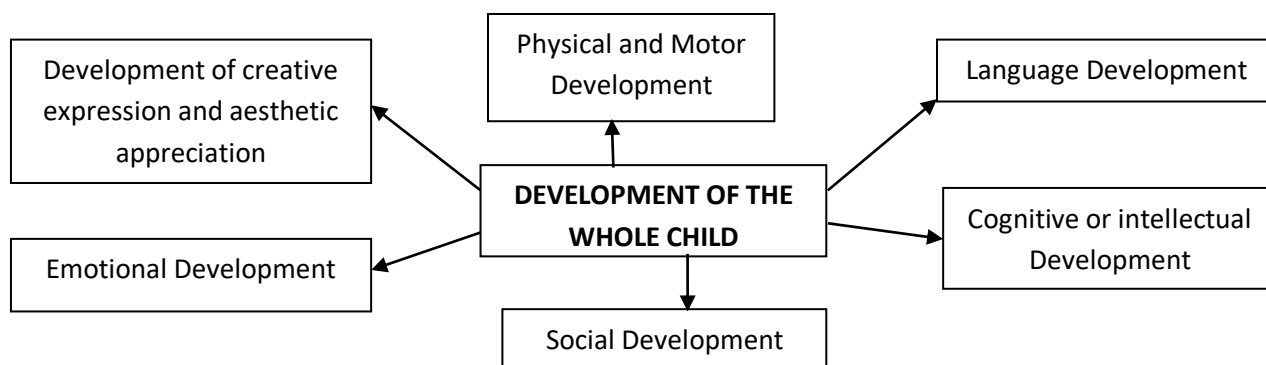 Development of creative
expression and aesthetic
appreciation
Physical and Motor
Development
Language Development
DEVELOPMENT OF THE
WHOLE CHILD
Emotional Development
Cognitive or intellectual
Development
Social Development